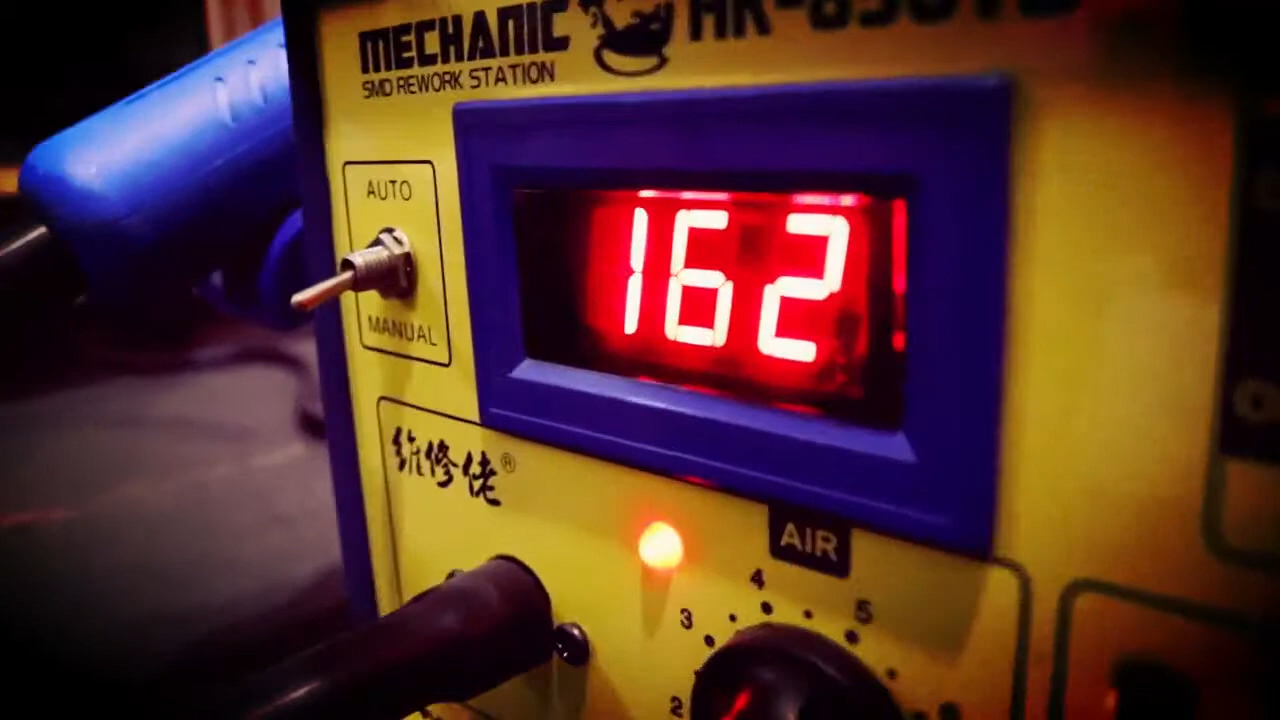 MECHANIC
SMD REWORK STATION
AUTO
162
MANUAL
维修佬®
AIR
4
3
5
2